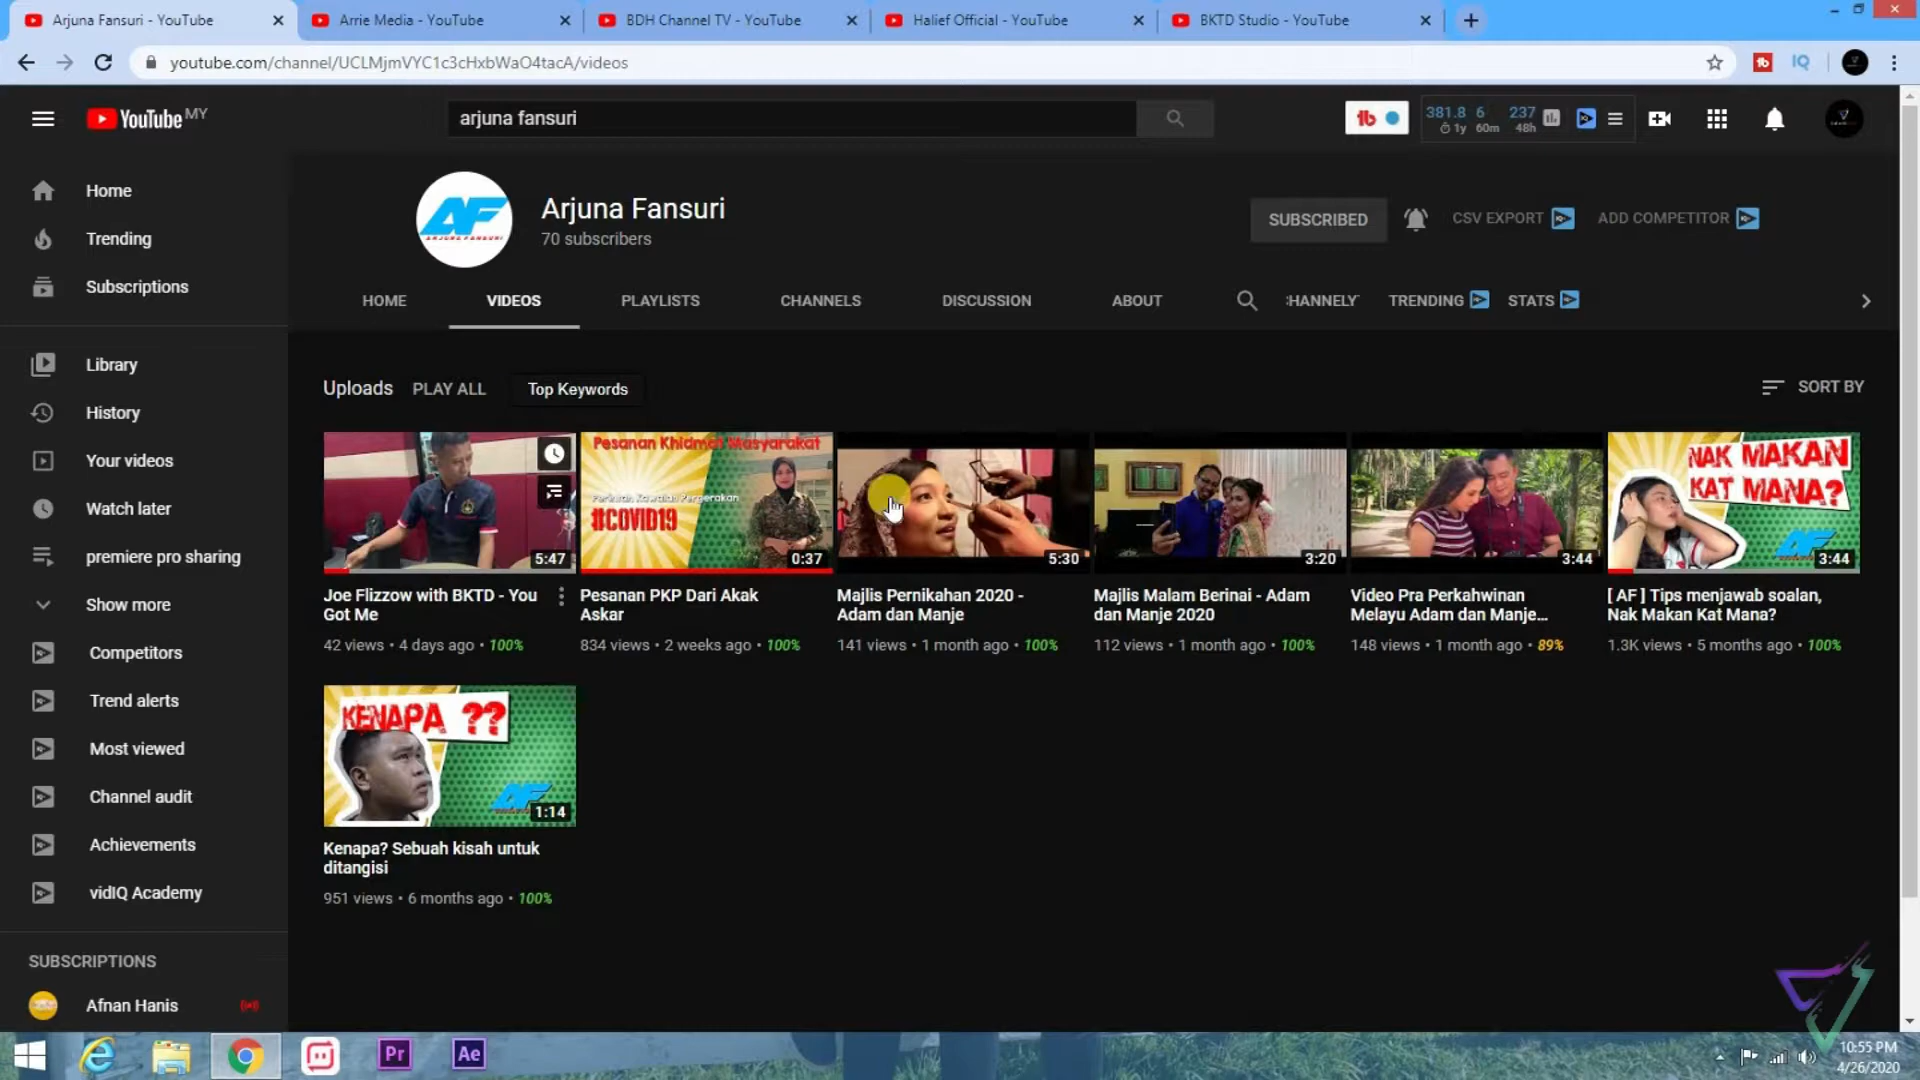 Arjuna Fansuri - YouTube
Arrie Media - YouTube
BDH Channel TV - YouTube
Halief Official - YouTube
BKTD Studio - YouTube
youtube.com/channel/UCLMjmVYC1c3cHxbWaO4tacA/videos
IQ
YouTube MY
arjuna fansuri
381.8 6 237
1y 60m 48h
Home
Trending
Subscriptions
Library
History
Your videos
Watch later
premiere pro sharing
Show more
Competitors
Trend alerts
Most viewed
Channel audit
Achievements
vidIQ Academy
SUBSCRIPTIONS
Afnan Hanis
AF
ARJUNA FANSURI
Arjuna Fansuri
70 subscribers
SUBSCRIBED
CSV EXPORT
ADD COMPETITOR
HOME
VIDEOS
PLAYLISTS
CHANNELS
DISCUSSION
ABOUT
HANNELY
TRENDING
STATS
Uploads
PLAY ALL
Top Keywords
SORT BY
5:47
Joe Flizzow with BKTD - You
Got Me
42 views • 4 days ago • 100%
Pesanan Khidmat Masyarakat
Perintah Kawalan Pergerakan
#COVID19
0:37
Pesanan PKP Dari Akak
Askar
834 views • 2 weeks ago • 100%
5:30
Majlis Pernikahan 2020 -
Adam dan Manje
141 views • 1 month ago • 100%
3:20
Majlis Malam Berinai - Adam
dan Manje 2020
112 views • 1 month ago • 100%
3:44
Video Pra Perkahwinan
Melayu Adam dan Manje...
148 views • 1 month ago • 89%
NAK MAKAN
KAT MANA?
AF
3:44
[ AF ] Tips menjawab soalan,
Nak Makan Kat Mana?
1.3K views • 5 months ago • 100%
KENAPA ??
AF
1:14
Kenapa? Sebuah kisah untuk
ditangisi
951 views • 6 months ago • 100%
Pr
Ae
10:55 PM
4/26/2020